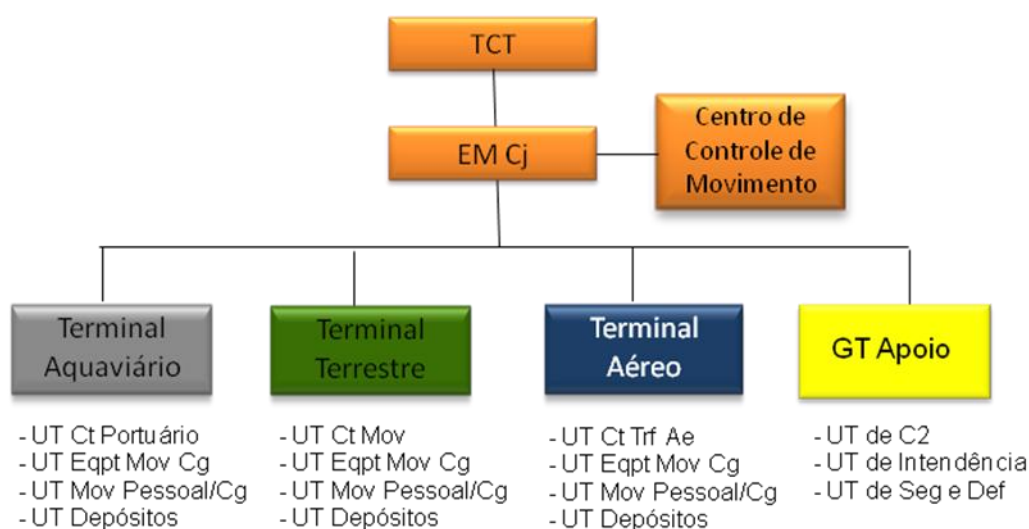 TCT
EM Cj
Centro de
Controle de
Movimento
Terminal
Aquaviário
Terminal
Terrestre
Terminal
Aéreo
GT Apoio
- UT Ct Portuário
- UT Eqpt Mov Cg
- UT Mov Pessoal/Cg
- UT Depósitos
- UT Ct Mov
- UT Eqpt Mov Cg
- UT Mov Pessoal/Cg
- UT Depósitos
- UT Ct Trf Ae
- UT Eqpt Mov Cg
- UT Mov Pessoal/Cg
- UT Depósitos
- UT de C2
- UT de Intendência
- UT de Seg e Def